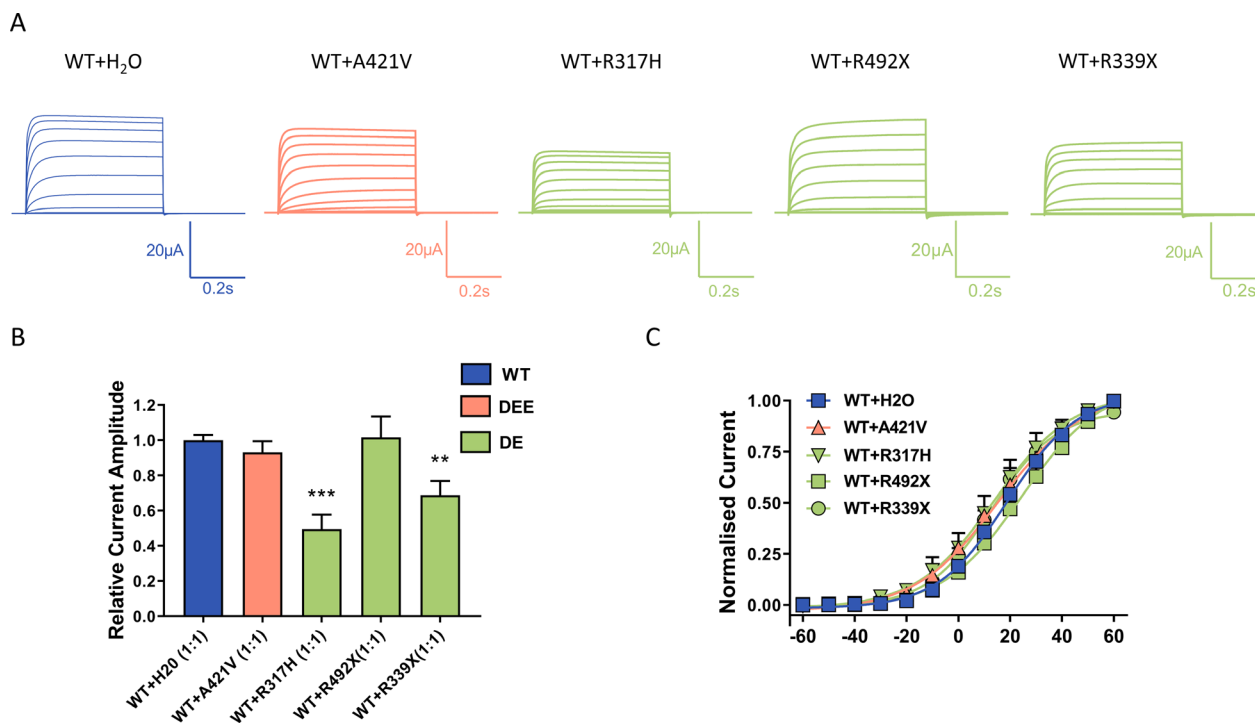 A
WT+H₂O
WT+A421V
WT+R317H
WT+R492X
WT+R339X
20μA
0.2s
20μA
0.2s
20μA
0.2s
20μA
0.2s
20μA
0.2s
B
Relative Current Amplitude
1.2
1.0
0.8
0.6
0.4
0.2
0.0
***
**
WT
DEE
DE
WT+H20 (1:1)
WT+A421V (1:1)
WT+R317H (1:1)
WT+R492X(1:1)
WT+R339X(1:1)
C
Normalised Current
1.00
0.75
0.50
0.25
0.00
WT+H2O
WT+A421V
WT+R317H
WT+R492X
WT+R339X
-60 -40 -20 0 20 40 60